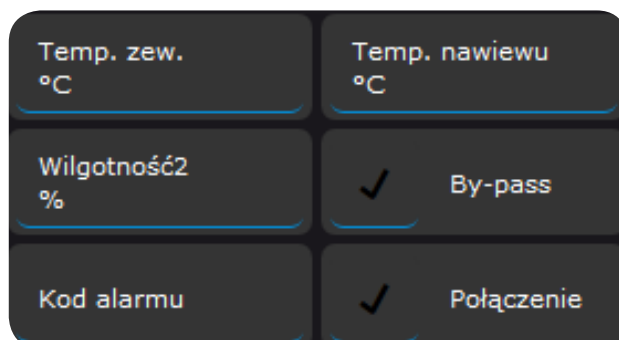 Temp. zew.
°C
Temp. nawiewu
°C
Wilgotność2
%
By-pass
Kod alarmu
Połączenie